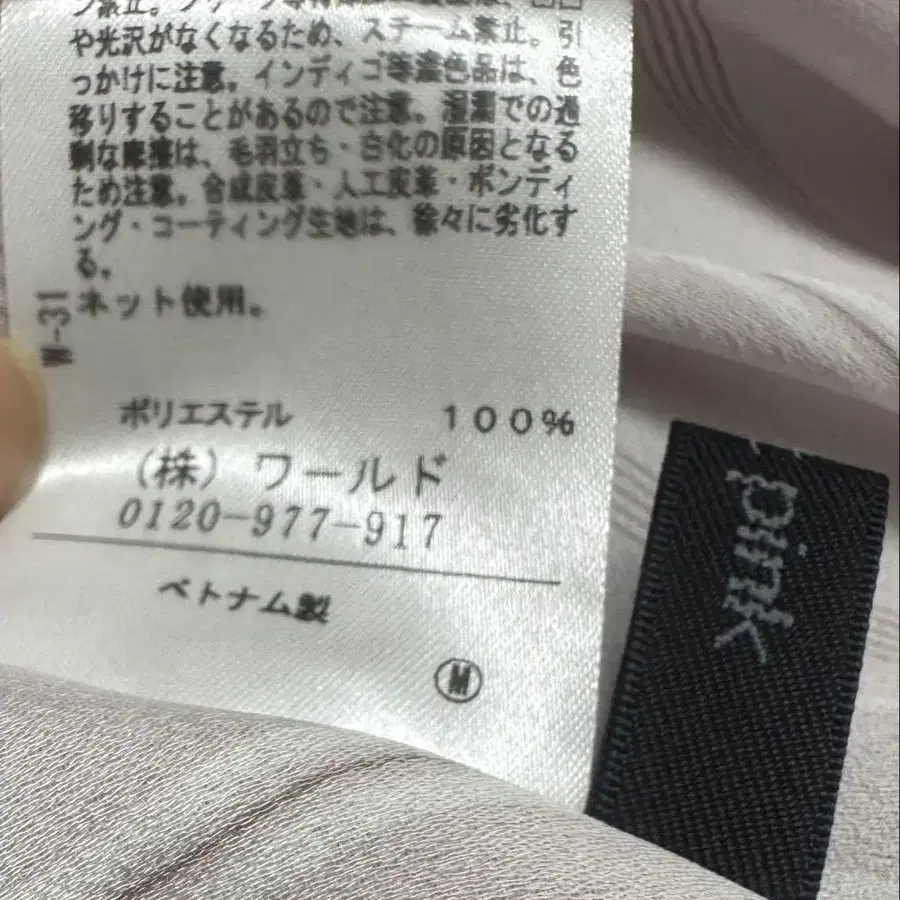 ン禁止。
や光沢がなくなるため、スチーム禁止。引
っかけに注意。インディゴ等濃色品は、色
移りすることがあるので注意。湿潤での過
剰な摩擦は、毛羽立ち・白化の原因となる
ため注意。合成皮革・人工皮革・ボンディ
ング・コーティング生地は、徐々に劣化す
る。
ネット使用。
W-31
ポリエステル 100%
(株) ワールド
0120-977-917
ベトナム製
M
pink